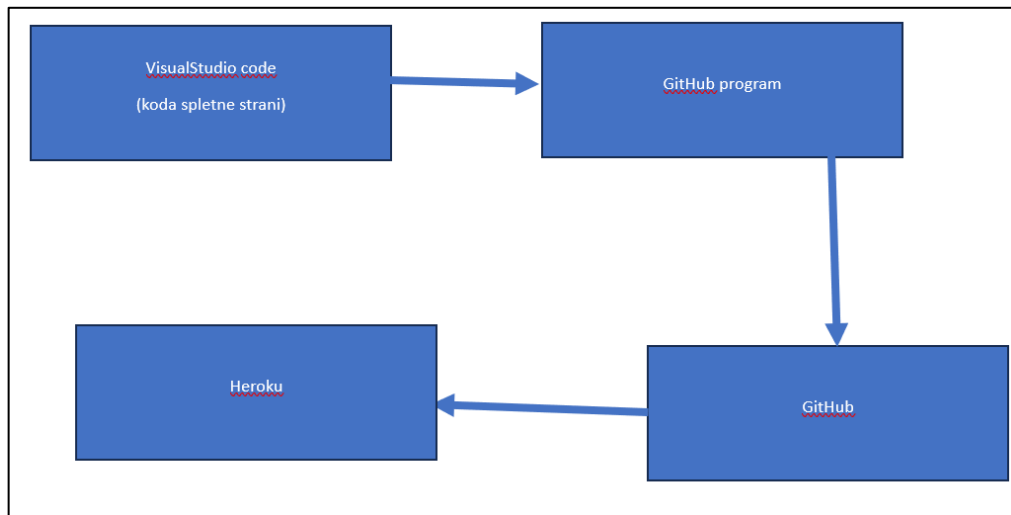 VisualStudio code
(koda spletne strani)
GitHub program
Heroku
GitHub